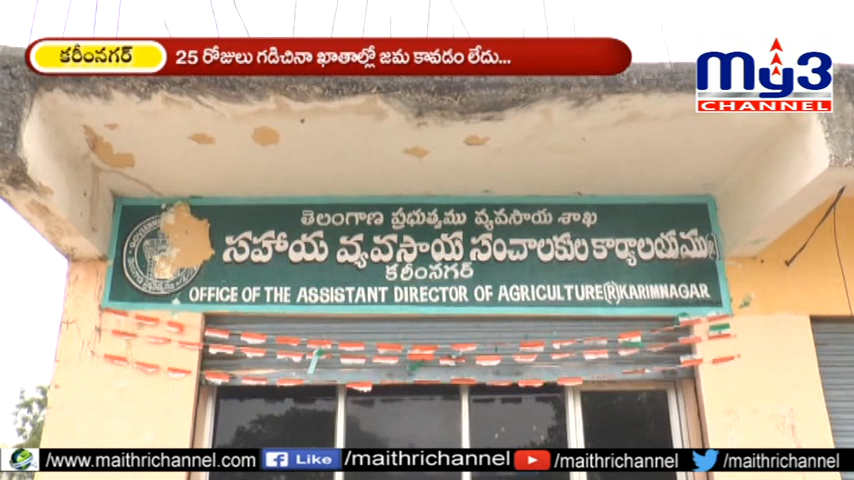 కరీంనగర్ 25 రోజులు గడిచినా ఖాతాల్లో జమ కావడం లేదు...
my3
CHANNEL
తెలంగాణ ప్రభుత్వము వ్యవసాయ శాఖ
సహాయ వ్యవసాయ సంచాలకుల కార్యాలయము(ర)
కరీంనగర్
OFFICE OF THE ASSISTANT DIRECTOR OF AGRICULTURE(R)KARIMNAGAR
/www.maithrichannel.com f Like /maithrichannel /maithrichannel /maithrichannel